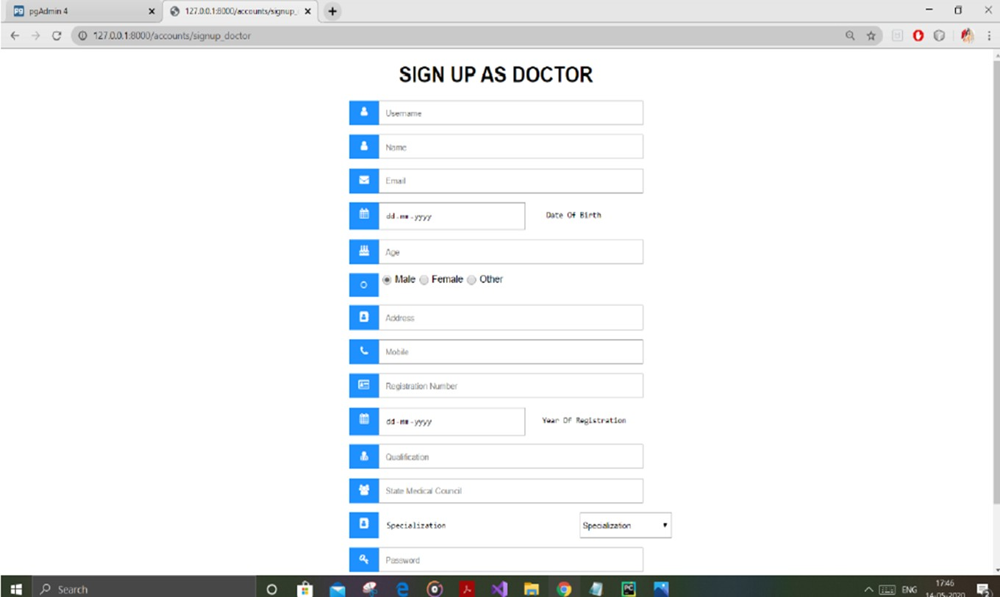 pgAdmin 4
127.0.0.1:8000/accounts/signup_
127.0.0.1:8000/accounts/signup_doctor
SIGN UP AS DOCTOR
Username
Name
Email
dd-mm-yyyy Date Of Birth
Age
Male Female Other
Address
Mobile
Registration Number
dd-mm-yyyy Year Of Registration
Qualification
State Medical Council
Specialization Specialization
Password
Search
ENG
17:46
14-05-2020
2